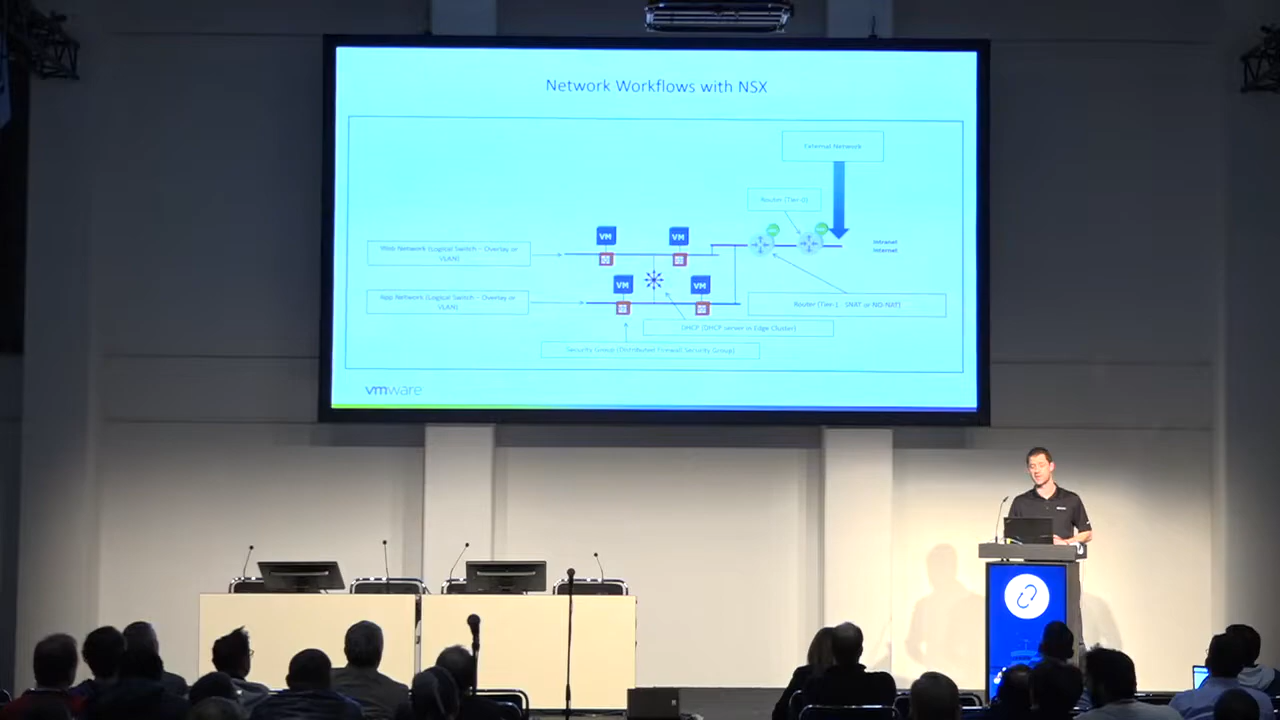 Network Workflows with NSX
External Network
Router (Tier-0)
Web Network (Logical Switch – Overlay or
VLAN)
VM
VM
Intranet
Internet
VM
VM
App Network (Logical Switch – Overlay or
VLAN)
Router (Tier-1 SNAT or NO NAT)
DHCP (DHCP server in Edge Cluster)
Security Group (Distributed Firewall Security Group)
vmware